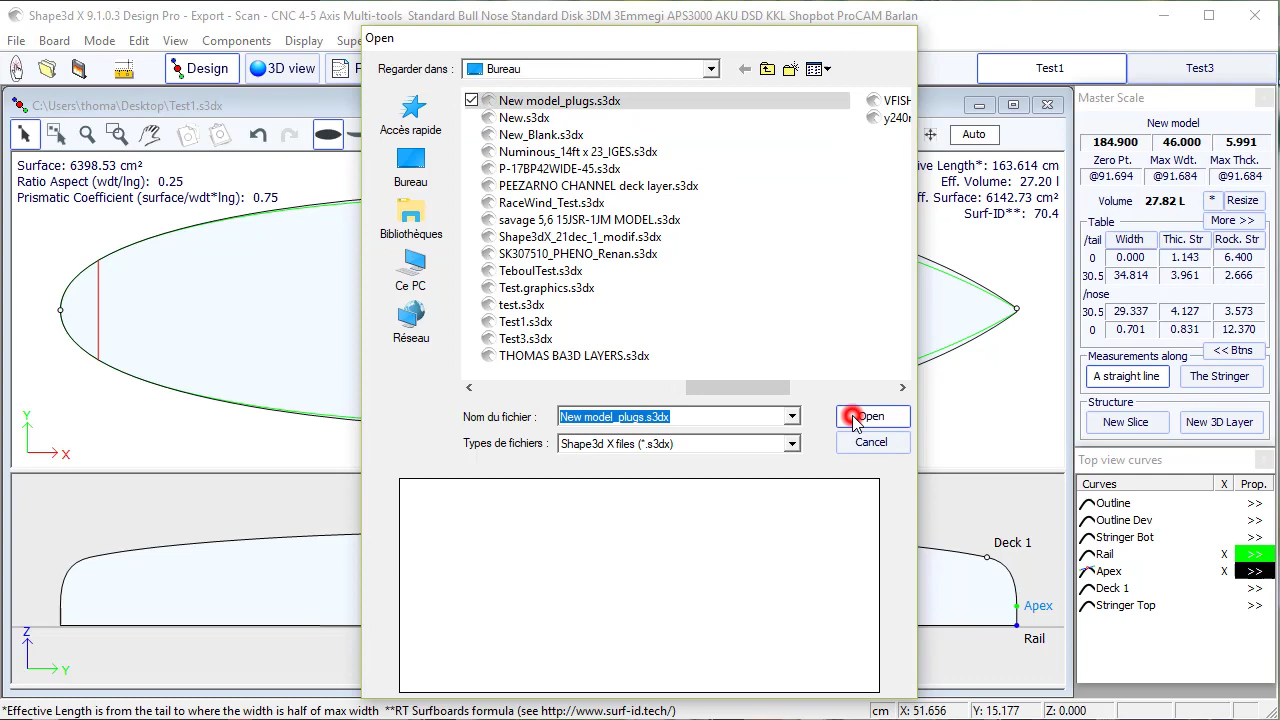 Shape3d X 9.1.0.3 Design Pro - Export - Scan - CNC 4-5 Axis Multi-tools  Standard Bull Nose Standard Disk 3DM 3Emmegi APS3000 AKU DSD KKL Shopbot ProCAM Barlan
File Board Mode Edit View Components Display Supe
Design 3D view
Test1 Test3
C:\Users\thoma\Desktop\Test1.s3dx
Auto
Surface: 6398.53 cm²
Ratio Aspect (wdt/lng): 0.25
Prismatic Coefficient (surface/wdt*lng): 0.75
e Length*: 163.614 cm
Eff. Volume: 27.20 l
ff. Surface: 6142.73 cm²
Surf-ID**: 70.4
Y
X
Deck 1
Apex
Rail
Z
Y
Open
Regarder dans : Bureau
Accès rapide
Bureau
Bibliothèques
Ce PC
Réseau
New model_plugs.s3dx
New.s3dx
New_Blank.s3dx
Numinous_14ft x 23_IGES.s3dx
P-17BP42WIDE-45.s3dx
PEEZARNO CHANNEL deck layer.s3dx
RaceWind_Test.s3dx
savage 5,6 15JSR-1JM MODEL.s3dx
Shape3dX_21dec_1_modif.s3dx
SK307510_PHENO_Renan.s3dx
TeboulTest.s3dx
Test.graphics.s3dx
test.s3dx
Test1.s3dx
Test3.s3dx
THOMAS BA3D LAYERS.s3dx
VFISH
y240r
Nom du fichier : New model_plugs.s3dx
Open
Types de fichiers : Shape3d X files (*.s3dx)
Cancel
Master Scale
New model
184.900 46.000 5.991
Zero Pt. Max Wdt. Max Thck.
@91.694 @91.684 @91.684
Volume 27.82 L * Resize
More >>
Table
/tail Width Thic. Str Rock. Str
0 0.000 1.143 6.400
30.5 34.814 3.961 2.666
/nose
30.5 29.337 4.127 3.573
0 0.701 0.831 12.370
<< Btns
Measurements along
A straight line The Stringer
Structure
New Slice New 3D Layer
Top view curves
Curves X Prop.
Outline >>
Outline Dev >>
Stringer Bot >>
Rail X >>
Apex X >>
Deck 1 >>
Stringer Top >>
*Effective Length is from the tail to where the width is half of max width  **RT Surfboards formula (see http://www.surf-id.tech/)
cm X: 51.656 Y: 15.177 Z: 0.000